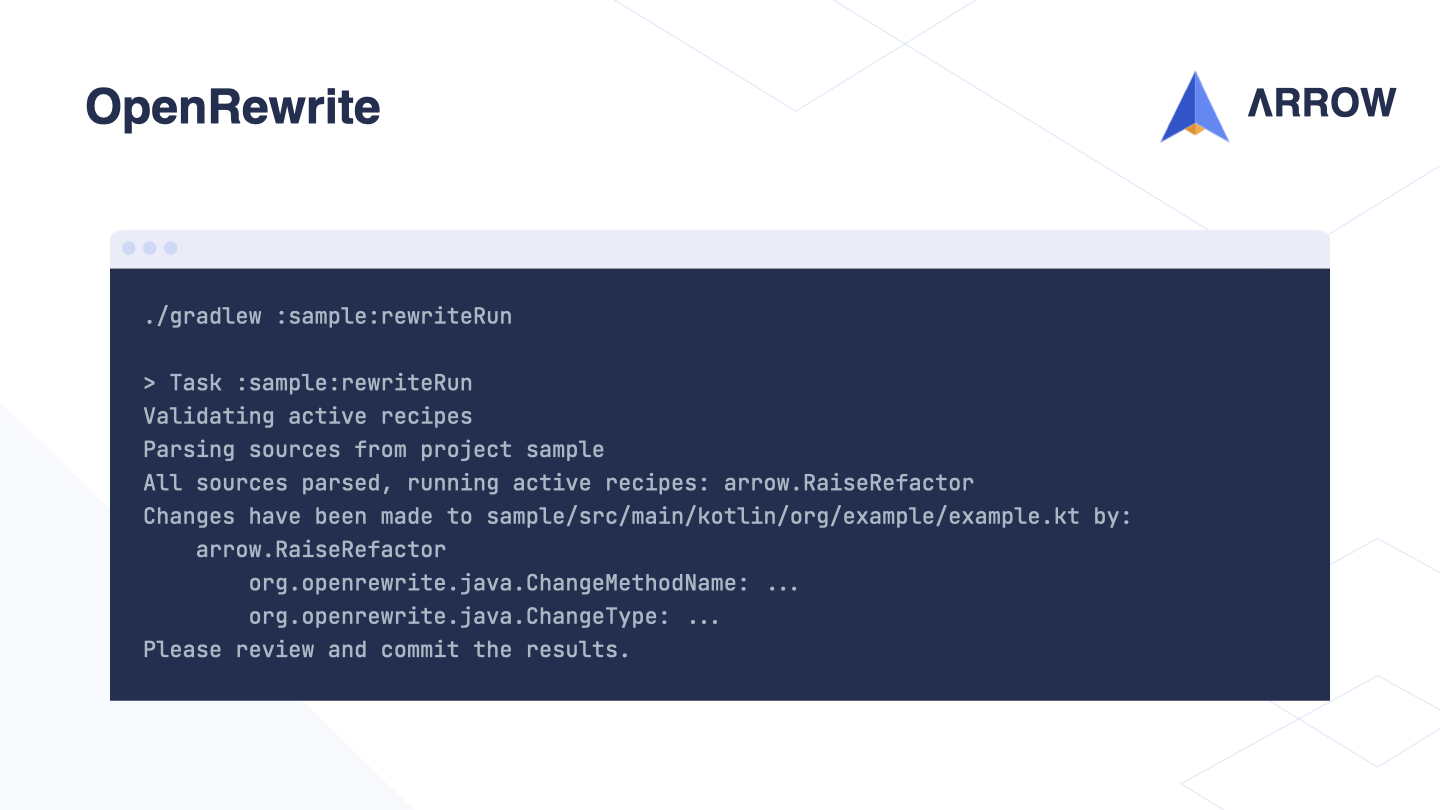 OpenRewrite
ARROW
./gradlew :sample:rewriteRun
> Task :sample:rewriteRun
Validating active recipes
Parsing sources from project sample
All sources parsed, running active recipes: arrow.RaiseRefactor
Changes have been made to sample/src/main/kotlin/org/example/example.kt by:
    arrow.RaiseRefactor
        org.openrewrite.java.ChangeMethodName: ...
        org.openrewrite.java.ChangeType: ...
Please review and commit the results.